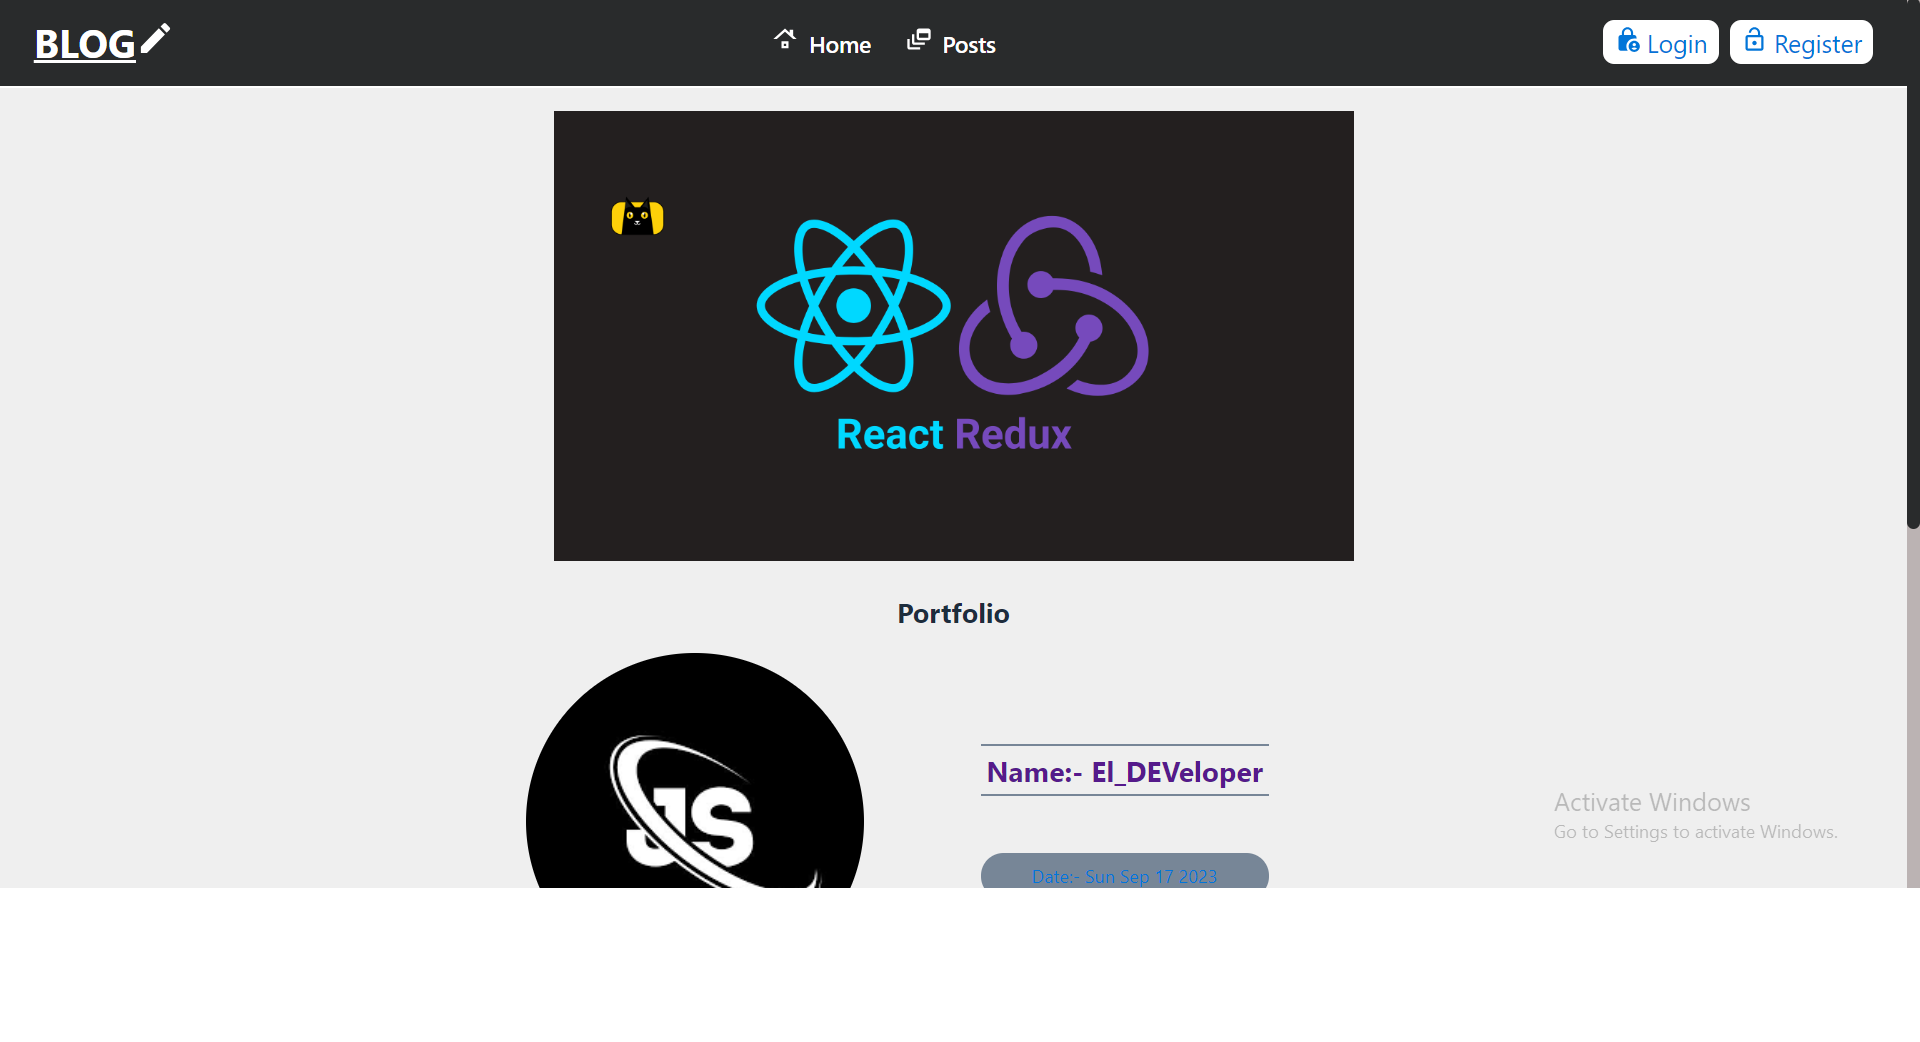 BLOG
Home
Posts
Login
Register
React Redux
Portfolio
JS
Name:- El_DEVeloper
Date:- Sun Sep 17 2023
Activate Windows
Go to Settings to activate Windows.